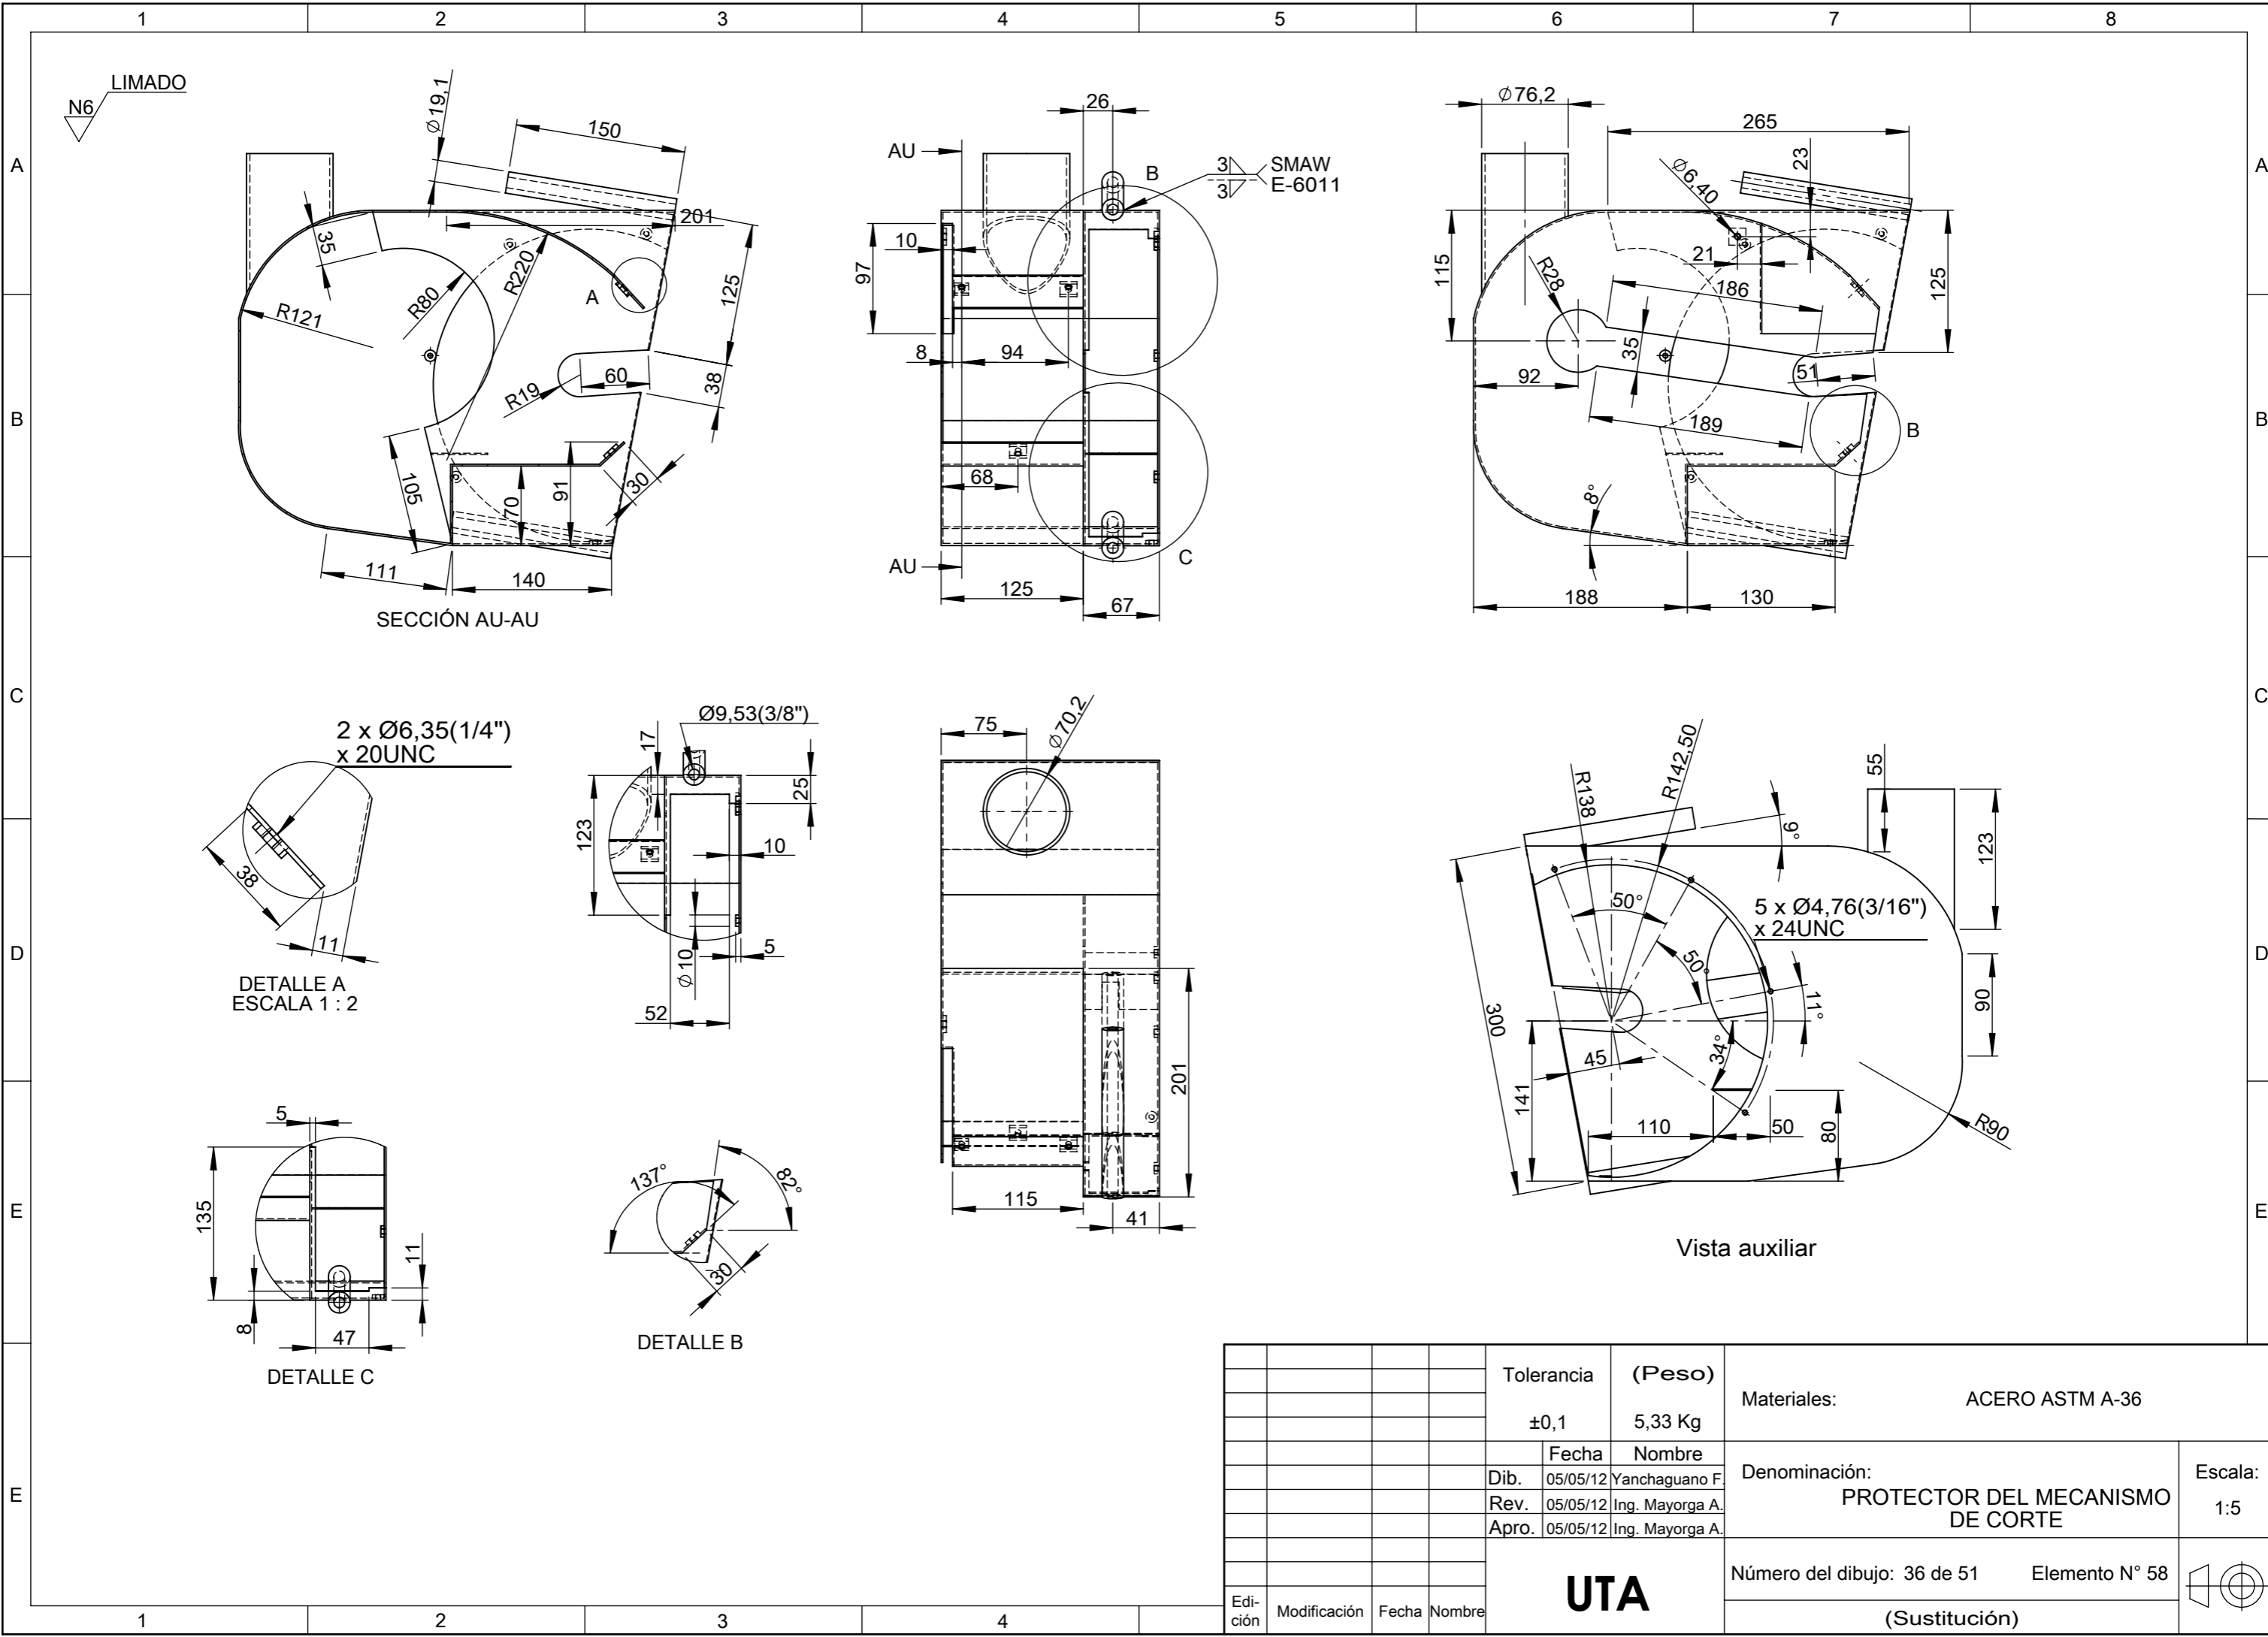 1 2 3 4 5 6 7 8
A
B
C
D
E
E
A
B
C
D
E
N6
LIMADO
Ø19,1
150
201
35
R220
R80
R121
A
125
60
R19
38
105
70
91
30
111
140
SECCIÓN AU-AU
26
AU
B
3
3
SMAW
E-6011
10
97
8
94
68
AU
C
125
67
Ø76,2
265
23
Ø6,40
115
21
R28
186
125
35
92
51
189
B
8°
188
130
2 x Ø6,35(1/4")
x 20UNC
38
11
DETALLE A
ESCALA 1 : 2
Ø9,53(3/8")
17
25
123
10
Ø10
5
52
75
Ø70,2
201
115
41
R138
R142,50
55
9°
123
50°
5 x Ø4,76(3/16")
x 24UNC
50°
11°
90
300
34°
45
141
110
50
80
R90
Vista auxiliar
5
135
11
8
47
DETALLE C
137°
82°
30
DETALLE B
Tolerancia
±0,1
(Peso)
5,33 Kg
Materiales: ACERO ASTM A-36
Fecha Nombre
Dib. 05/05/12 Yanchaguano F.
Rev. 05/05/12 Ing. Mayorga A.
Apro. 05/05/12 Ing. Mayorga A.
Denominación:
PROTECTOR DEL MECANISMO
DE CORTE
Escala:
1:5
UTA
Número del dibujo: 36 de 51 Elemento N° 58
(Sustitución)
Edi-
ción
Modificación Fecha Nombre
1 2 3 4